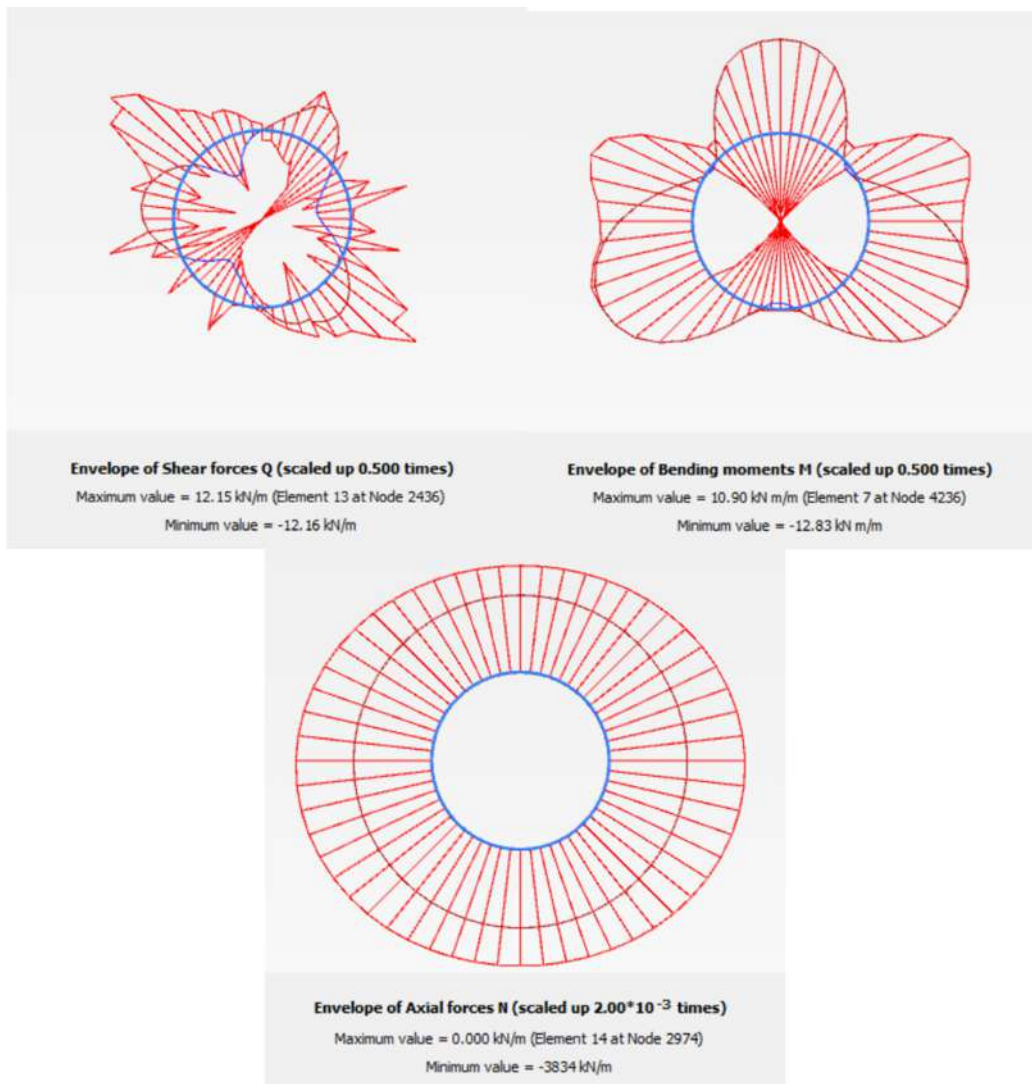 Envelope of Shear forces Q (scaled up 0.500 times)
Maximum value = 12.15 kN/m (Element 13 at Node 2436)
Minimum value = -12.16 kN/m
Envelope of Bending moments M (scaled up 0.500 times)
Maximum value = 10.90 kN m/m (Element 7 at Node 4236)
Minimum value = -12.83 kN m/m
Envelope of Axial forces N (scaled up 2.00*10⁻³ times)
Maximum value = 0.000 kN/m (Element 14 at Node 2974)
Minimum value = -3834 kN/m